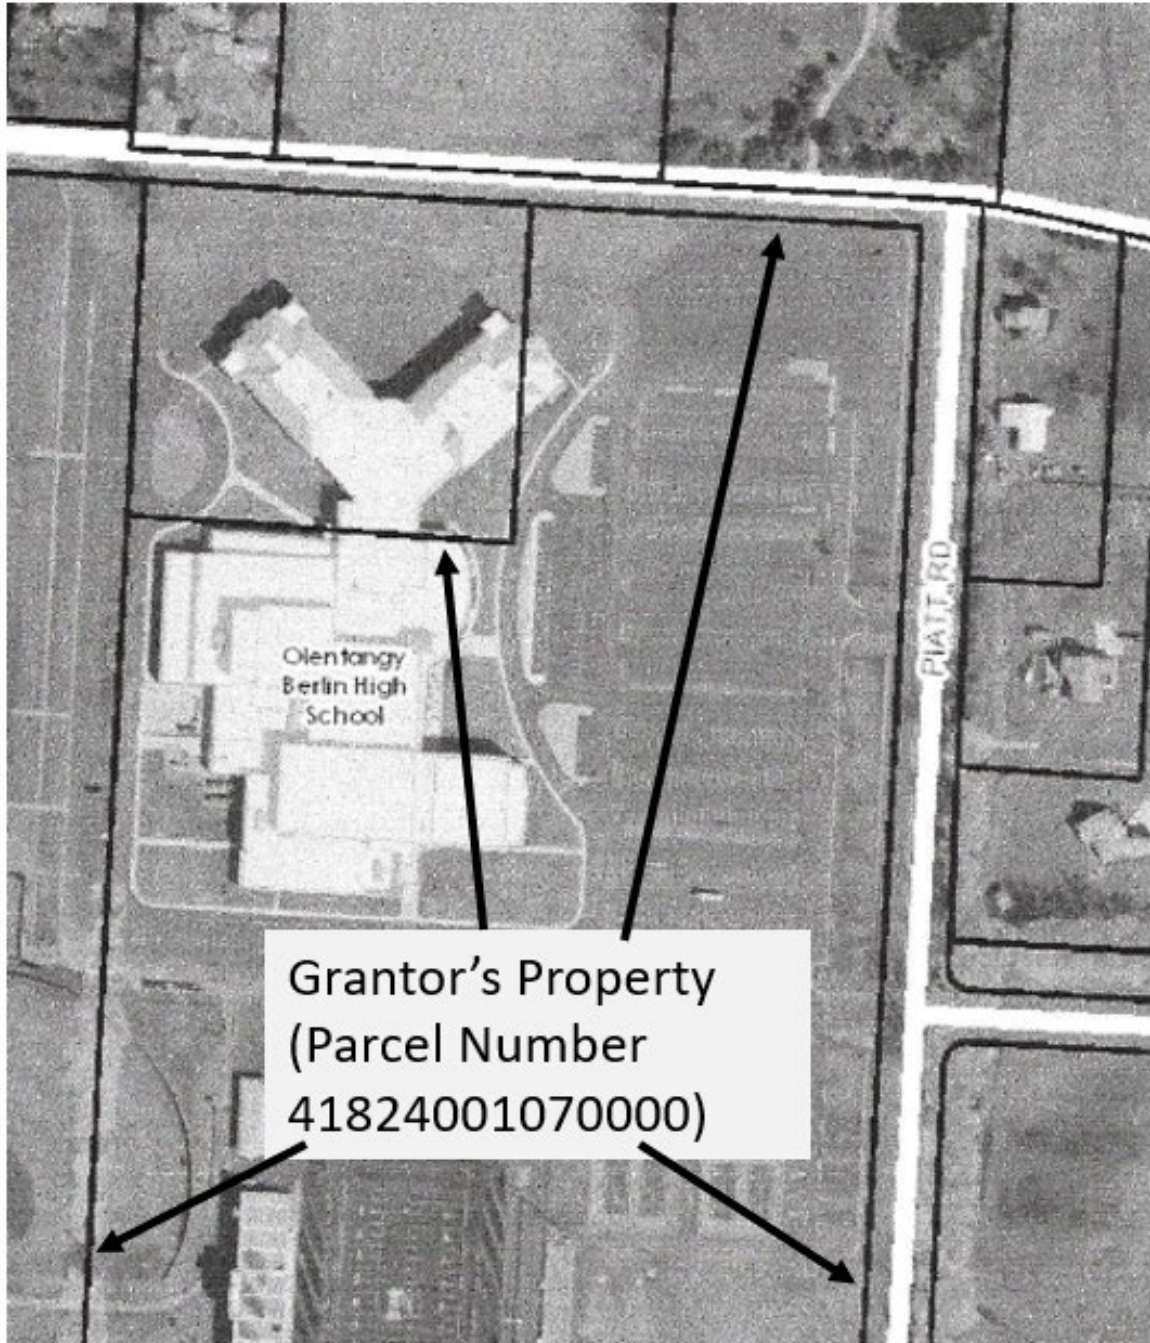 Olentangy
Berlin High
School
PIATT RD
Grantor's Property
(Parcel Number
41824001070000)